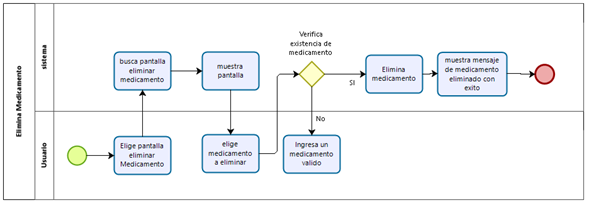 Elimina Medicamento
sistema
Usuario
busca pantalla
eliminar
medicamento
muestra
pantalla
Verifica
existencia de
medicamento
SI
No
Elimina
medicamento
muestra mensaje
de medicamento
eliminado con
exito
Elige pantalla
eliminar
Medicamento
elige
medicamento
a eliminar
Ingresa un
medicamento
valido